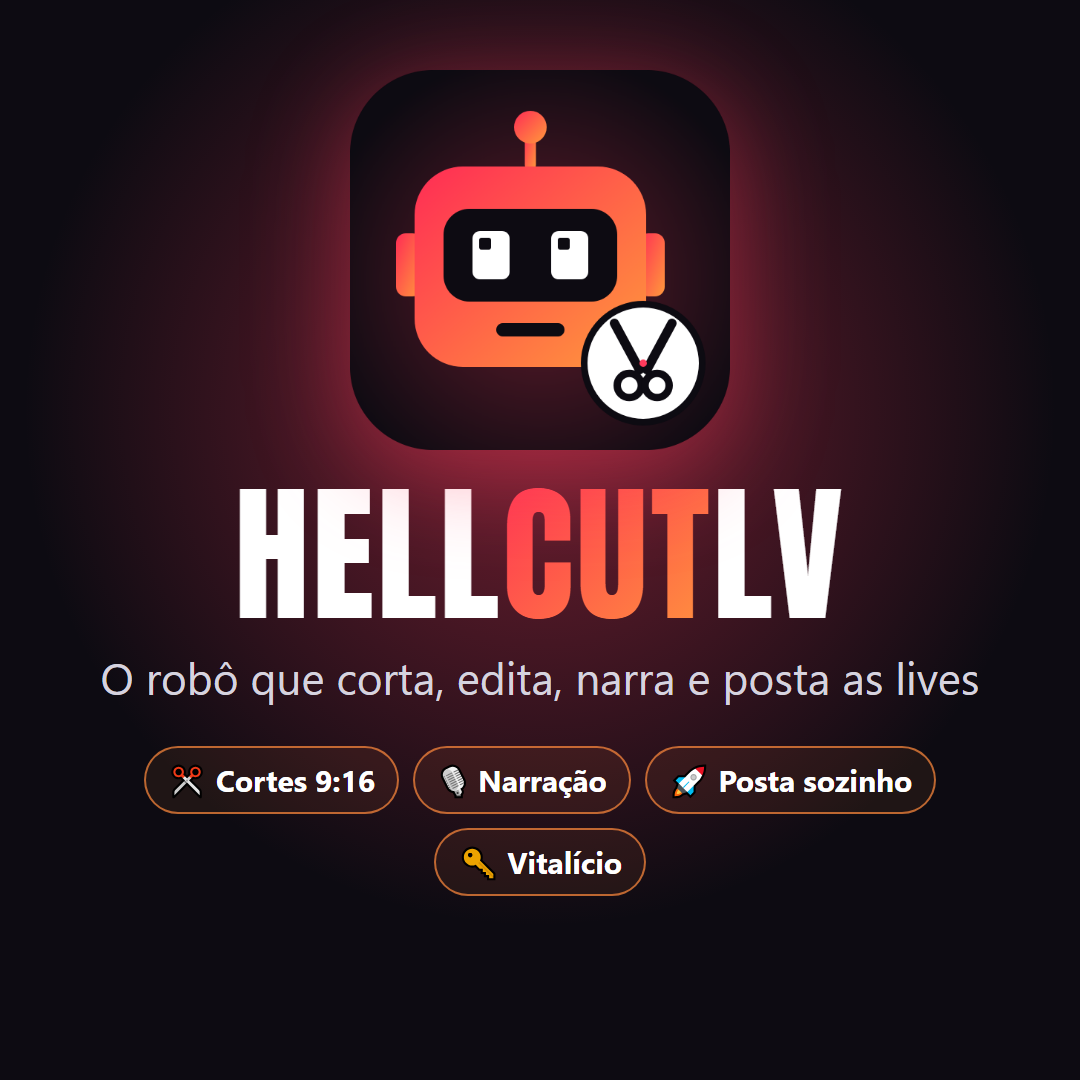 HELLCUTLV
O robô que corta, edita, narra e posta as lives
Cortes 9:16
Narração
Posta sozinho
Vitalício